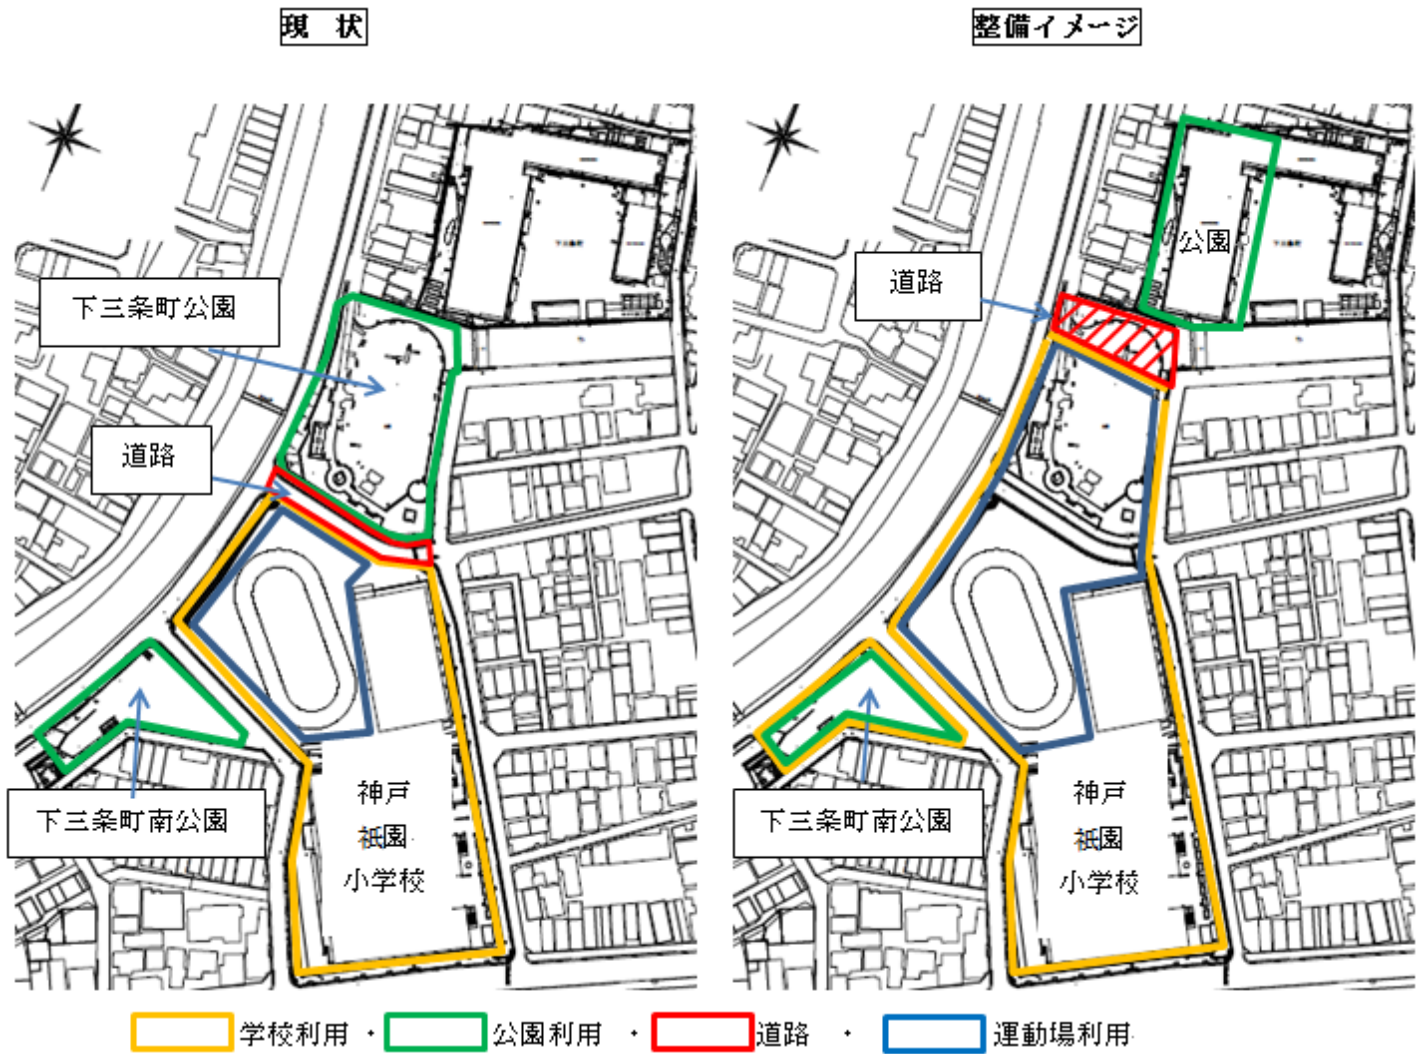 現 状
整備イメージ
下三条町公園
道路
下三条町南公園
神戸
祇園
小学校
公園
道路
下三条町南公園
神戸
祇園
小学校
学校利用・
公園利用・
道路・
運動場利用